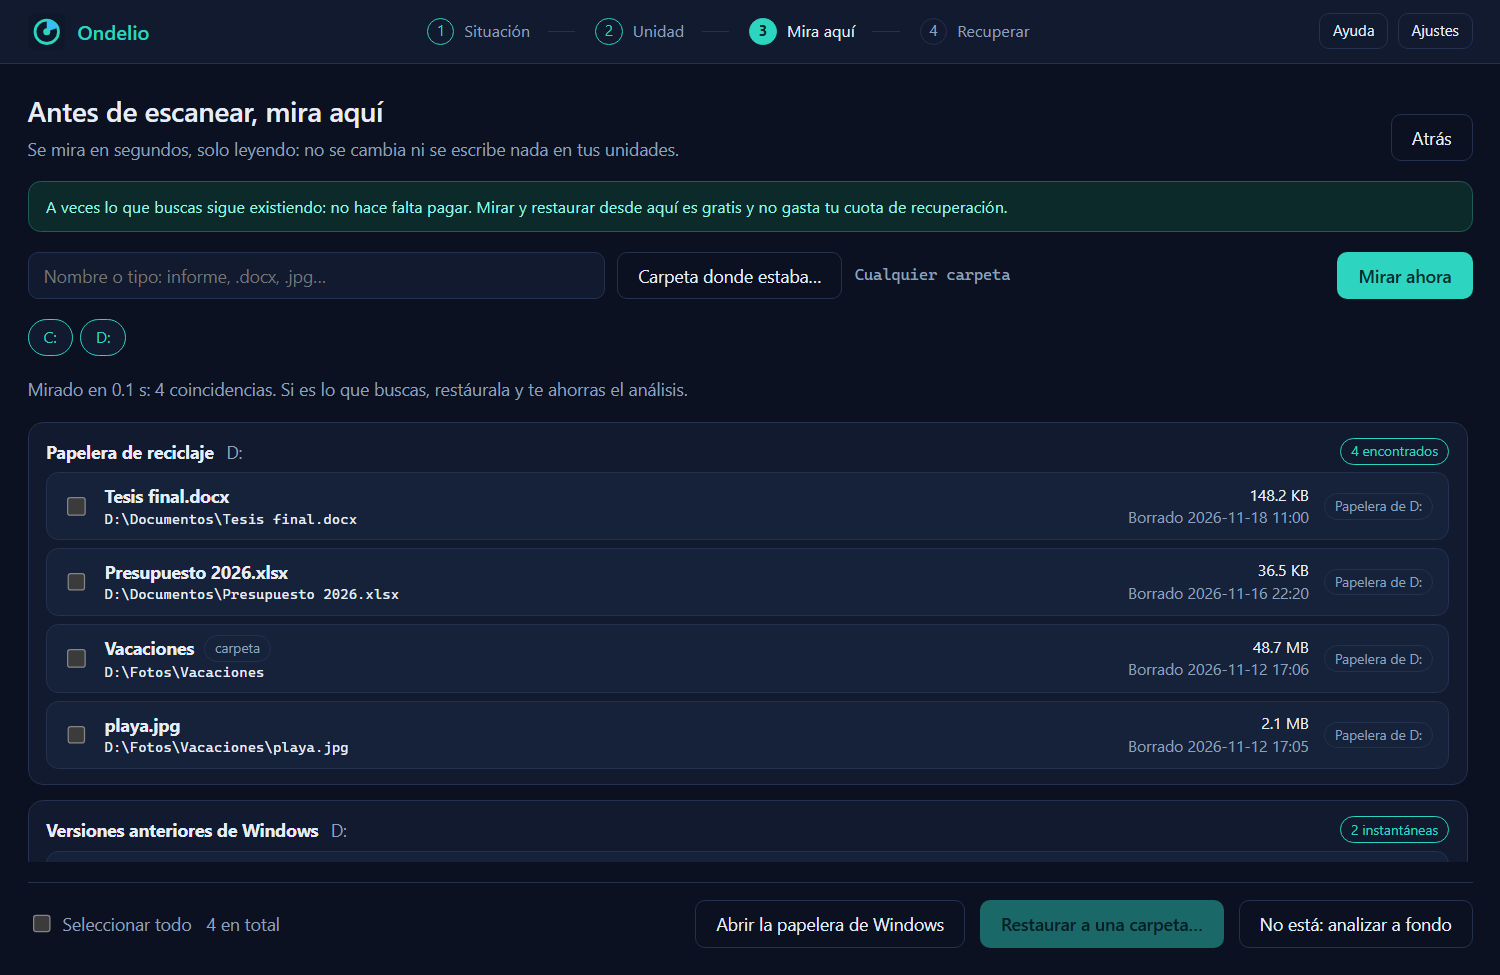 Ondelio
1 Situación
2 Unidad
3 Mira aquí
4 Recuperar
Ayuda
Ajustes
Antes de escanear, mira aquí
Se mira en segundos, solo leyendo: no se cambia ni se escribe nada en tus unidades.
Atrás
A veces lo que buscas sigue existiendo: no hace falta pagar. Mirar y restaurar desde aquí es gratis y no gasta tu cuota de recuperación.
Nombre o tipo: informe, .docx, .jpg...
Carpeta donde estaba...
Cualquier carpeta
Mirar ahora
C:
D:
Mirado en 0.1 s: 4 coincidencias. Si es lo que buscas, restáurala y te ahorras el análisis.
Papelera de reciclaje D:
4 encontrados
Tesis final.docx
D:\Documentos\Tesis final.docx
148.2 KB
Borrado 2026-11-18 11:00
Papelera de D:
Presupuesto 2026.xlsx
D:\Documentos\Presupuesto 2026.xlsx
36.5 KB
Borrado 2026-11-16 22:20
Papelera de D:
Vacaciones carpeta
D:\Fotos\Vacaciones
48.7 MB
Borrado 2026-11-12 17:06
Papelera de D:
playa.jpg
D:\Fotos\Vacaciones\playa.jpg
2.1 MB
Borrado 2026-11-12 17:05
Papelera de D:
Versiones anteriores de Windows D:
2 instantáneas
Seleccionar todo 4 en total
Abrir la papelera de Windows
Restaurar a una carpeta...
No está: analizar a fondo